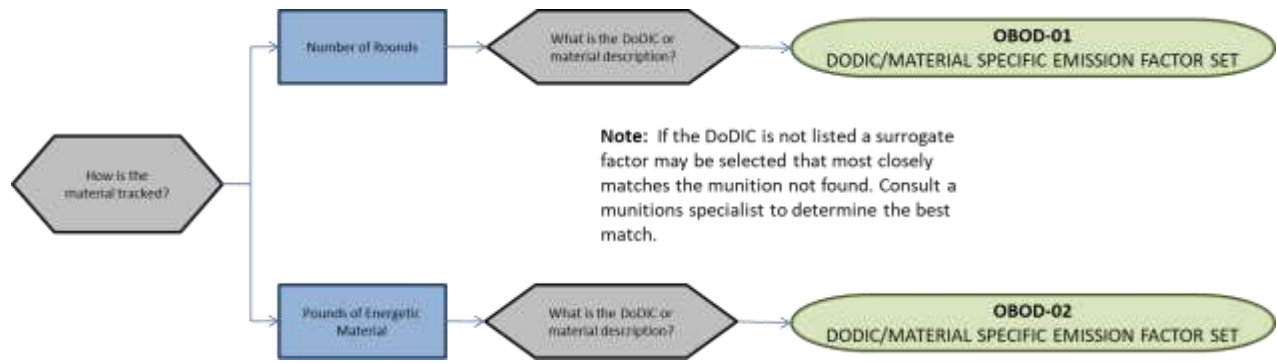 Number of Rounds
What is the DoDIC or
material description?
OBOD-01
DODIC/MATERIAL SPECIFIC EMISSION FACTOR SET
Note: If the DoDIC is not listed a surrogate
factor may be selected that most closely
matches the munition not found. Consult a
munitions specialist to determine the best
match.
How is the
material tracked?
Pounds of Energetic
Material
What is the DoDIC or
material description?
OBOD-02
DODIC/MATERIAL SPECIFIC EMISSION FACTOR SET